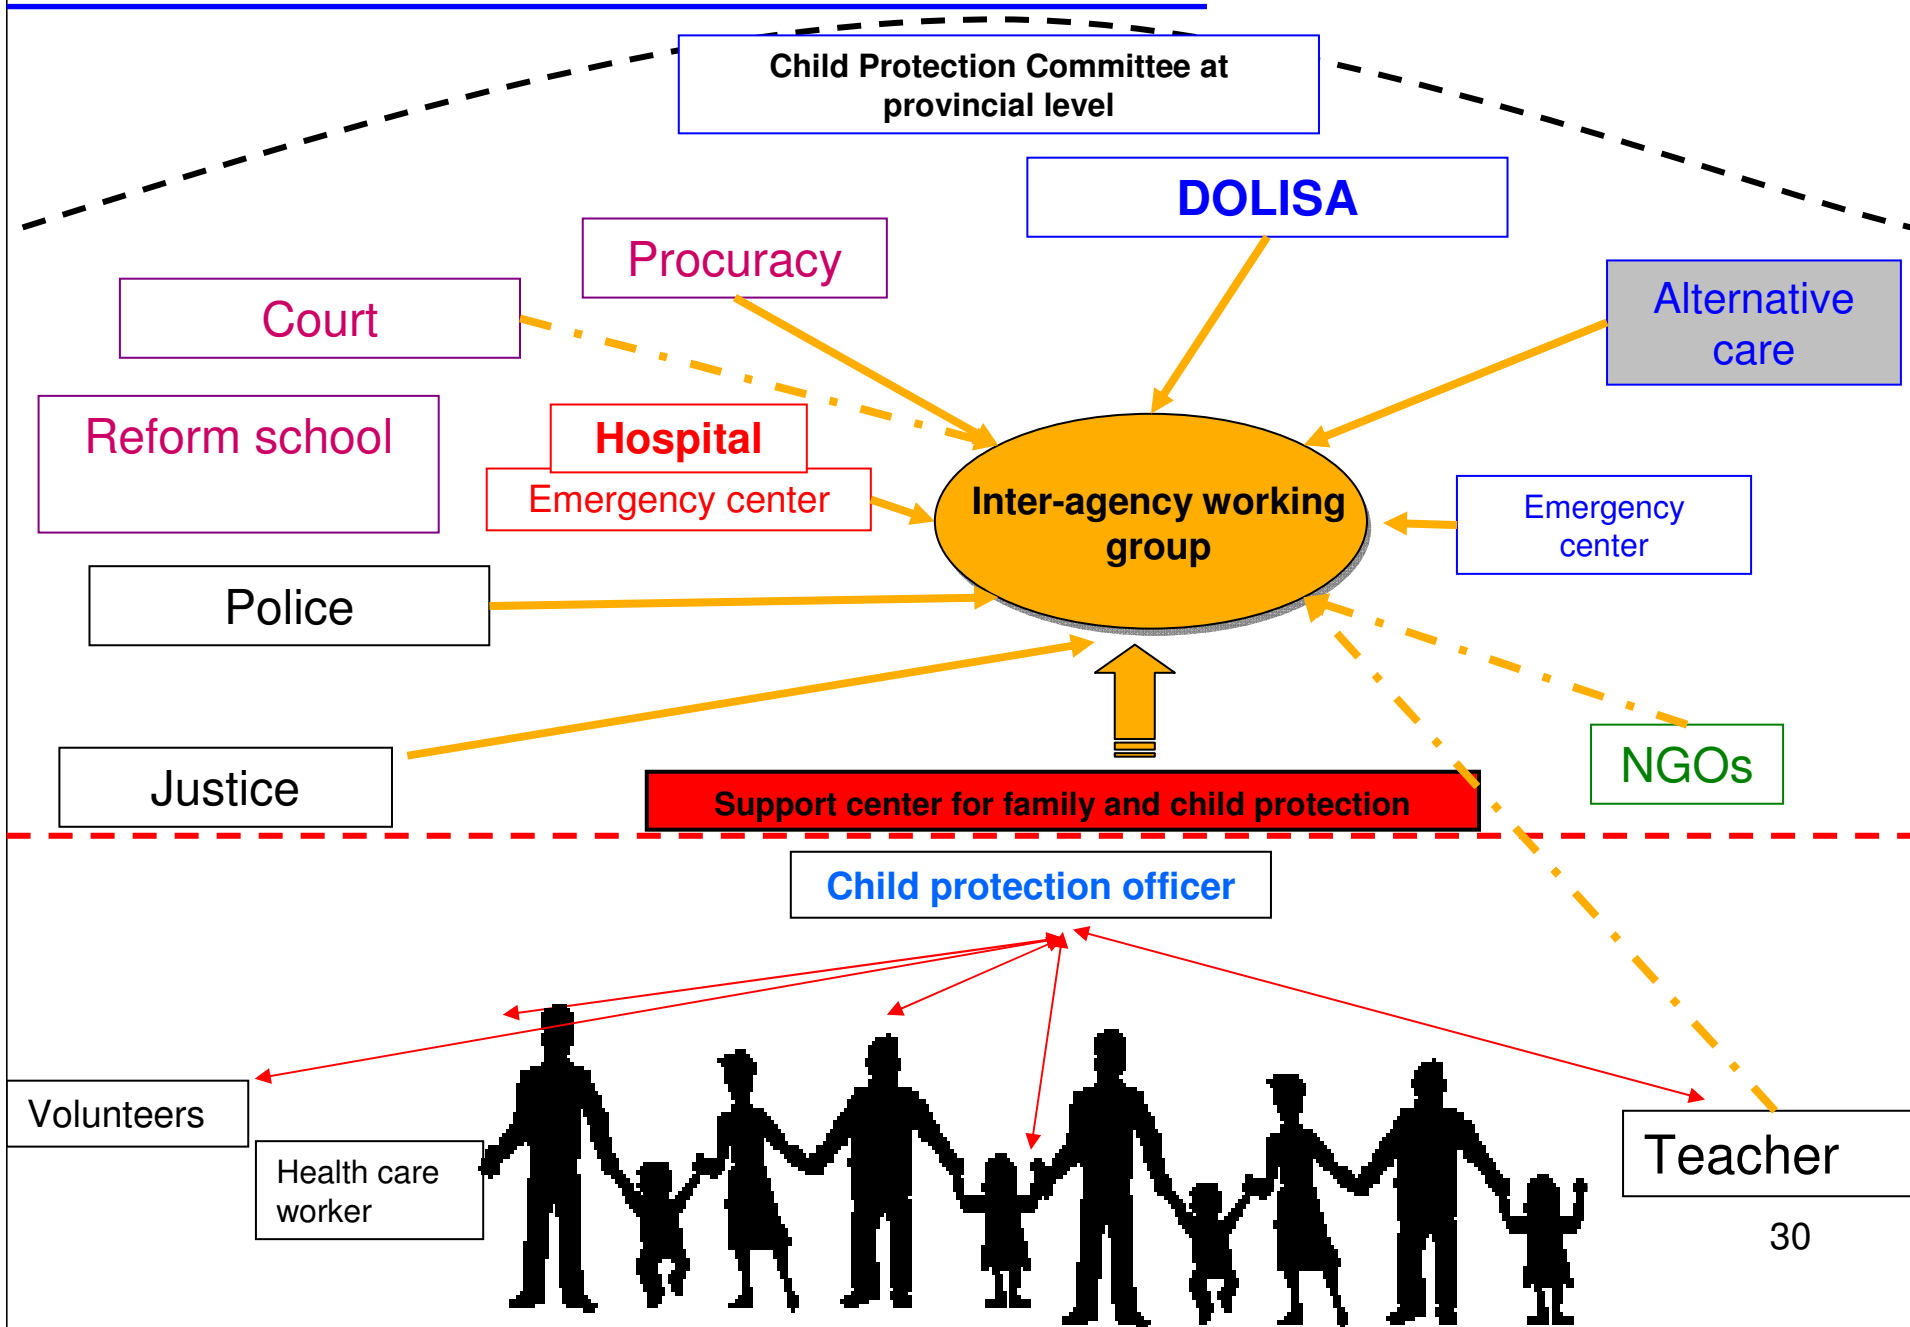 Child Protection Committee at
provincial level
DOLISA
Procuracy
Court
Alternative
care
Reform school
Hospital
Emergency center
Inter-agency working
group
Emergency
center
Police
Justice
NGOs
Support center for family and child protection
Child protection officer
Volunteers
Health care
worker
Teacher
30